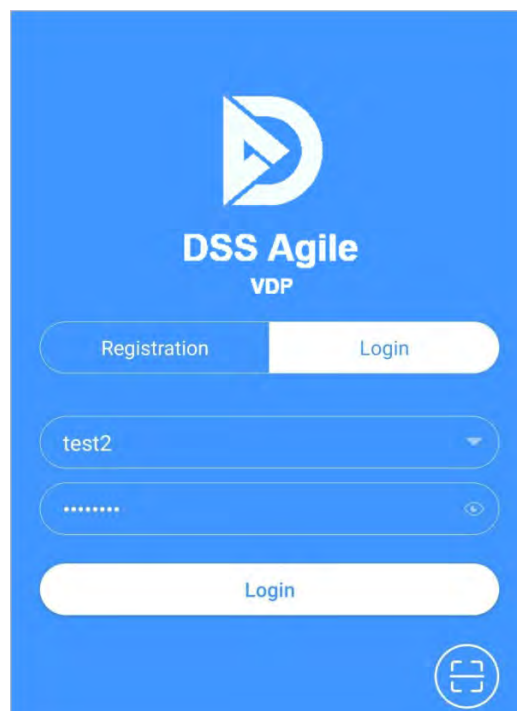 DSS Agile
VDP
Registration Login
test2
••••••••
Login